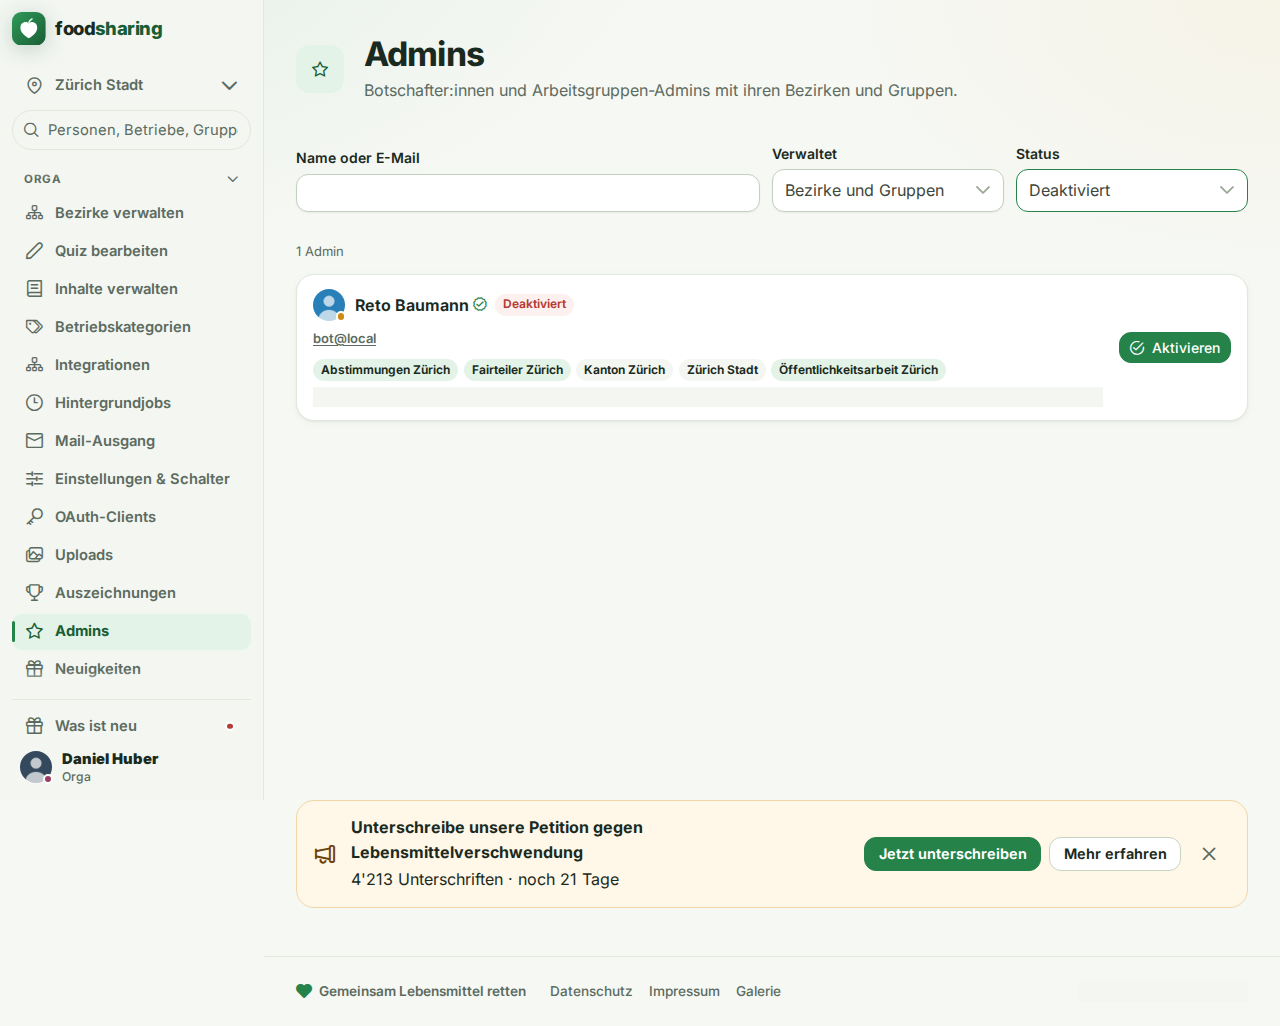 foodsharing
Zürich Stadt
Personen, Betriebe, Grupp
ORGA
Bezirke verwalten
Quiz bearbeiten
Inhalte verwalten
Betriebskategorien
Integrationen
Hintergrundjobs
Mail-Ausgang
Einstellungen & Schalter
OAuth-Clients
Uploads
Auszeichnungen
Admins
Neuigkeiten
Was ist neu
Daniel Huber
Orga
Admins
Botschafter:innen und Arbeitsgruppen-Admins mit ihren Bezirken und Gruppen.
Name oder E-Mail
Verwaltet
Bezirke und Gruppen
Status
Deaktiviert
1 Admin
Reto Baumann Deaktiviert
bot@local
Abstimmungen Zürich Fairteiler Zürich Kanton Zürich Zürich Stadt Öffentlichkeitsarbeit Zürich
Aktivieren
Unterschreibe unsere Petition gegen
Lebensmittelverschwendung
4'213 Unterschriften · noch 21 Tage
Jetzt unterschreiben Mehr erfahren
Gemeinsam Lebensmittel retten Datenschutz Impressum Galerie